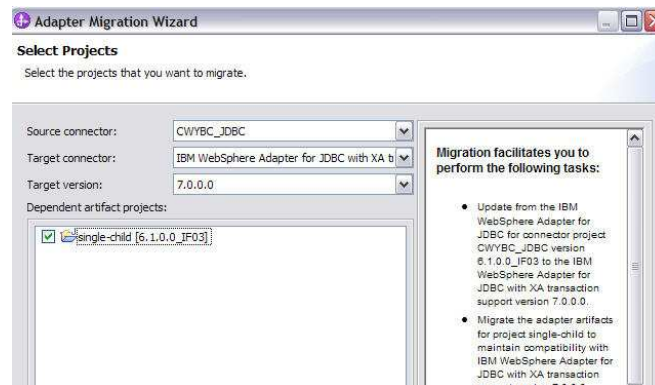 Adapter Migration Wizard
Select Projects
Select the projects that you want to migrate.
Source connector: CWYBC_JDBC
Target connector: IBM WebSphere Adapter for JDBC with XA t
Target version: 7.0.0.0
Dependent artifact projects:
single-child [6.1.0.0_IF03]
Migration facilitates you to
perform the following tasks:
• Update from the IBM
WebSphere Adapter for
JDBC for connector project
CWYBC_JDBC version
6.1.0.0_IF03 to the IBM
WebSphere Adapter for
JDBC with XA transaction
support version 7.0.0.0.
• Migrate the adapter artifacts
for project single-child to
maintain compatibility with
IBM WebSphere Adapter for
JDBC with XA transaction